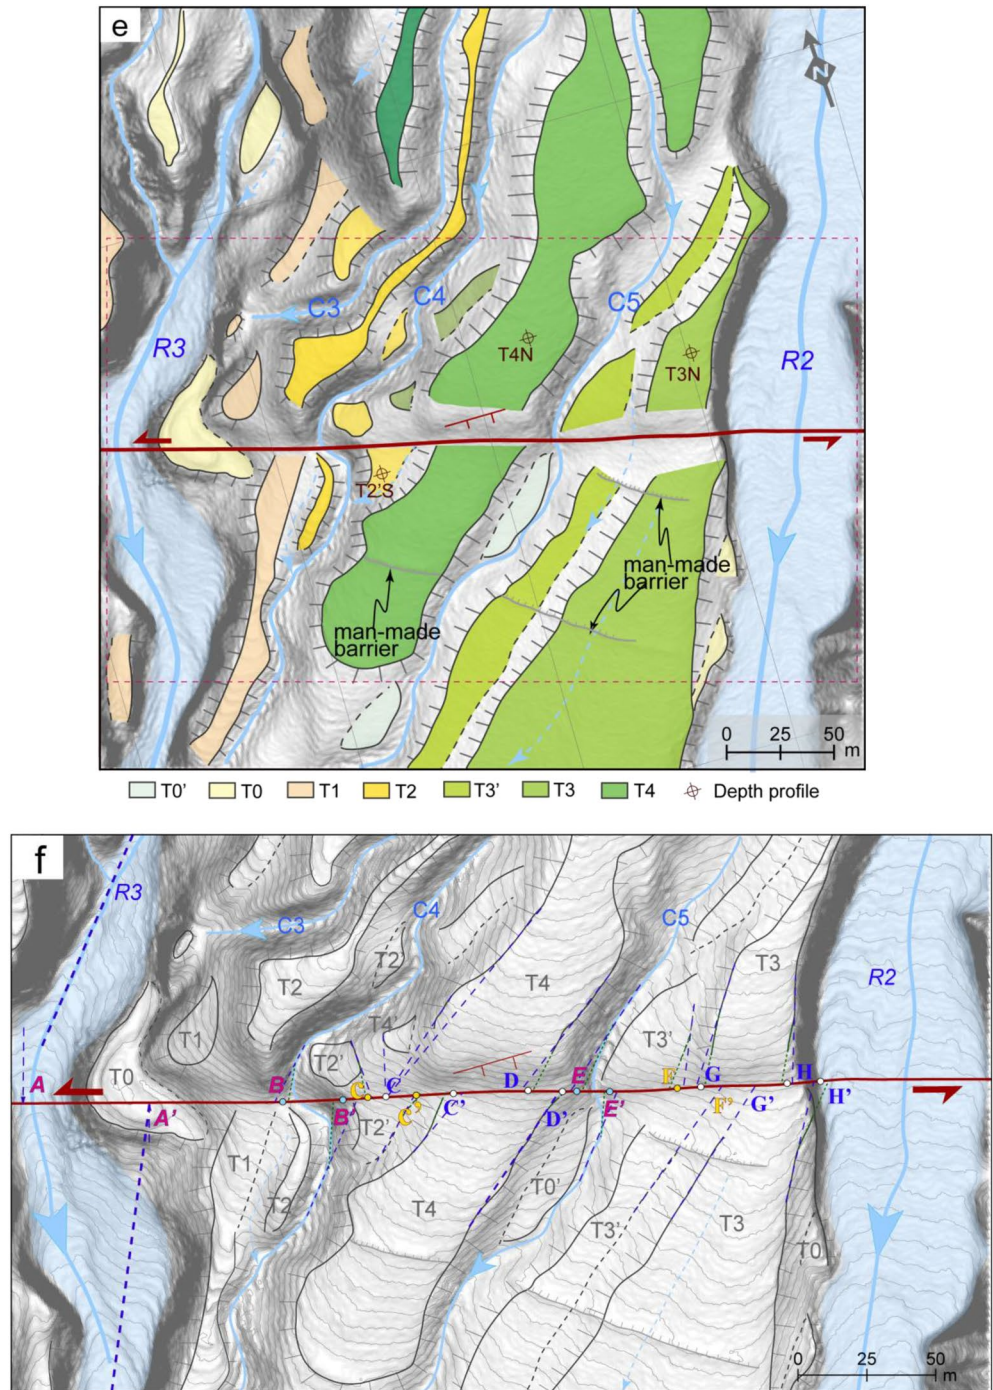 e
N
C3
C4
C5
R3
R2
T4N
T3N
T2'S
man-made
barrier
man-made
barrier
0 25 50
m
T0' T0 T1 T2 T3' T3 T4 Depth profile
f
R3
C3
C4
C5
R2
T2
T2
T4
T3
T1
T4'
T3'
T0
T2'
A
B
C
C
D
E
F
G
H
A'
B'
C'
C'
D'
E'
F'
G'
H'
T1
T2'
T2
T4
T0'
T3'
T3
T0
0 25 50
m